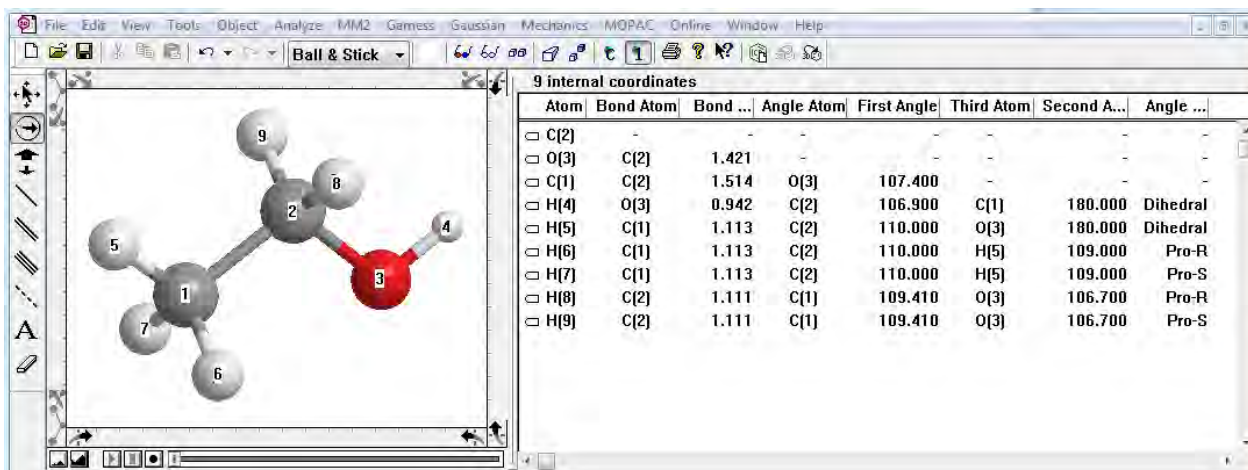 File Edit View Tools Object Analyze MM2 Gamess Gaussian Mechanics MOPAC Online Window Help
Ball & Stick
9 internal coordinates
Atom Bond Atom Bond ... Angle Atom First Angle Third Atom Second A... Angle ...
C(2) - - - - - - -
O(3) C(2) 1.421 - - - - -
C(1) C(2) 1.514 O(3) 107.400 - - -
H(4) O(3) 0.942 C(2) 106.900 C(1) 180.000 Dihedral
H(5) C(1) 1.113 C(2) 110.000 O(3) 180.000 Dihedral
H(6) C(1) 1.113 C(2) 110.000 H(5) 109.000 Pro-R
H(7) C(1) 1.113 C(2) 110.000 H(5) 109.000 Pro-S
H(8) C(2) 1.111 C(1) 109.410 O(3) 106.700 Pro-R
H(9) C(2) 1.111 C(1) 109.410 O(3) 106.700 Pro-S
9
8
2
4
5
3
1
7
6
A